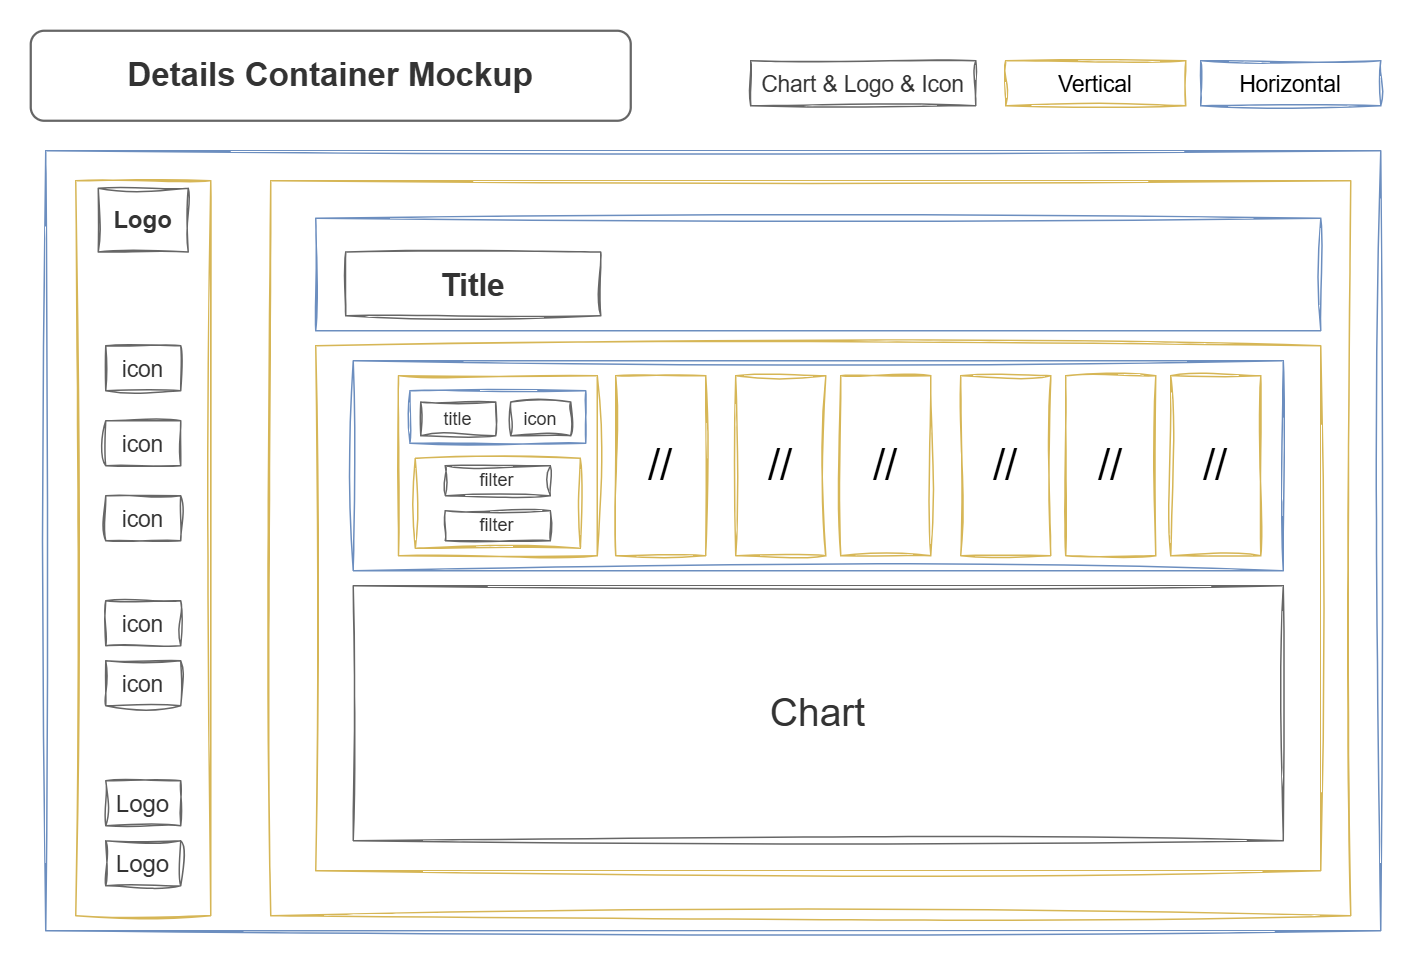 Details Container Mockup
Chart & Logo & Icon
Vertical
Horizontal
Logo
icon
icon
icon
icon
icon
Logo
Logo
Title
title
icon
filter
filter
//
//
//
//
//
//
Chart